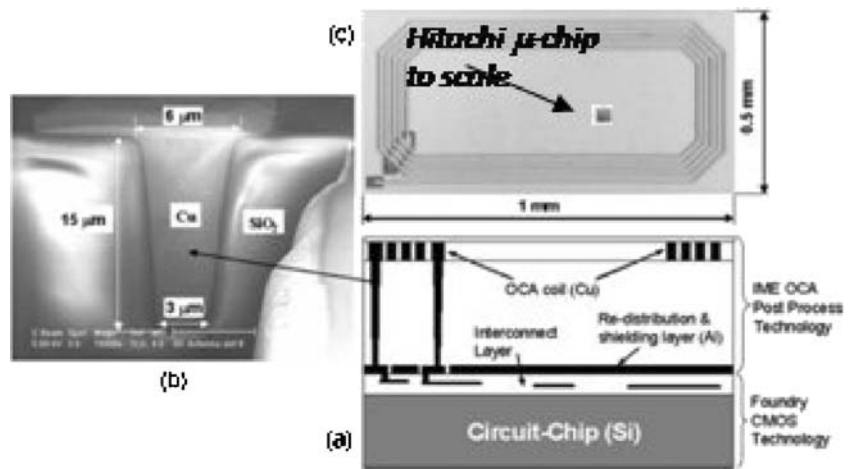 (c)
Hitachi μ-chip
to scale
0.5 mm
1 mm
6 μm
15 μm
Cu
SiO₂
3 μm
(b)
OCA coil (Cu)
Interconnect
Layer
Re-distribution &
shielding layer (Al)
IME OCA
Post Process
Technology
Foundry
CMOS
Technology
Circuit-Chip (Si)
(a)